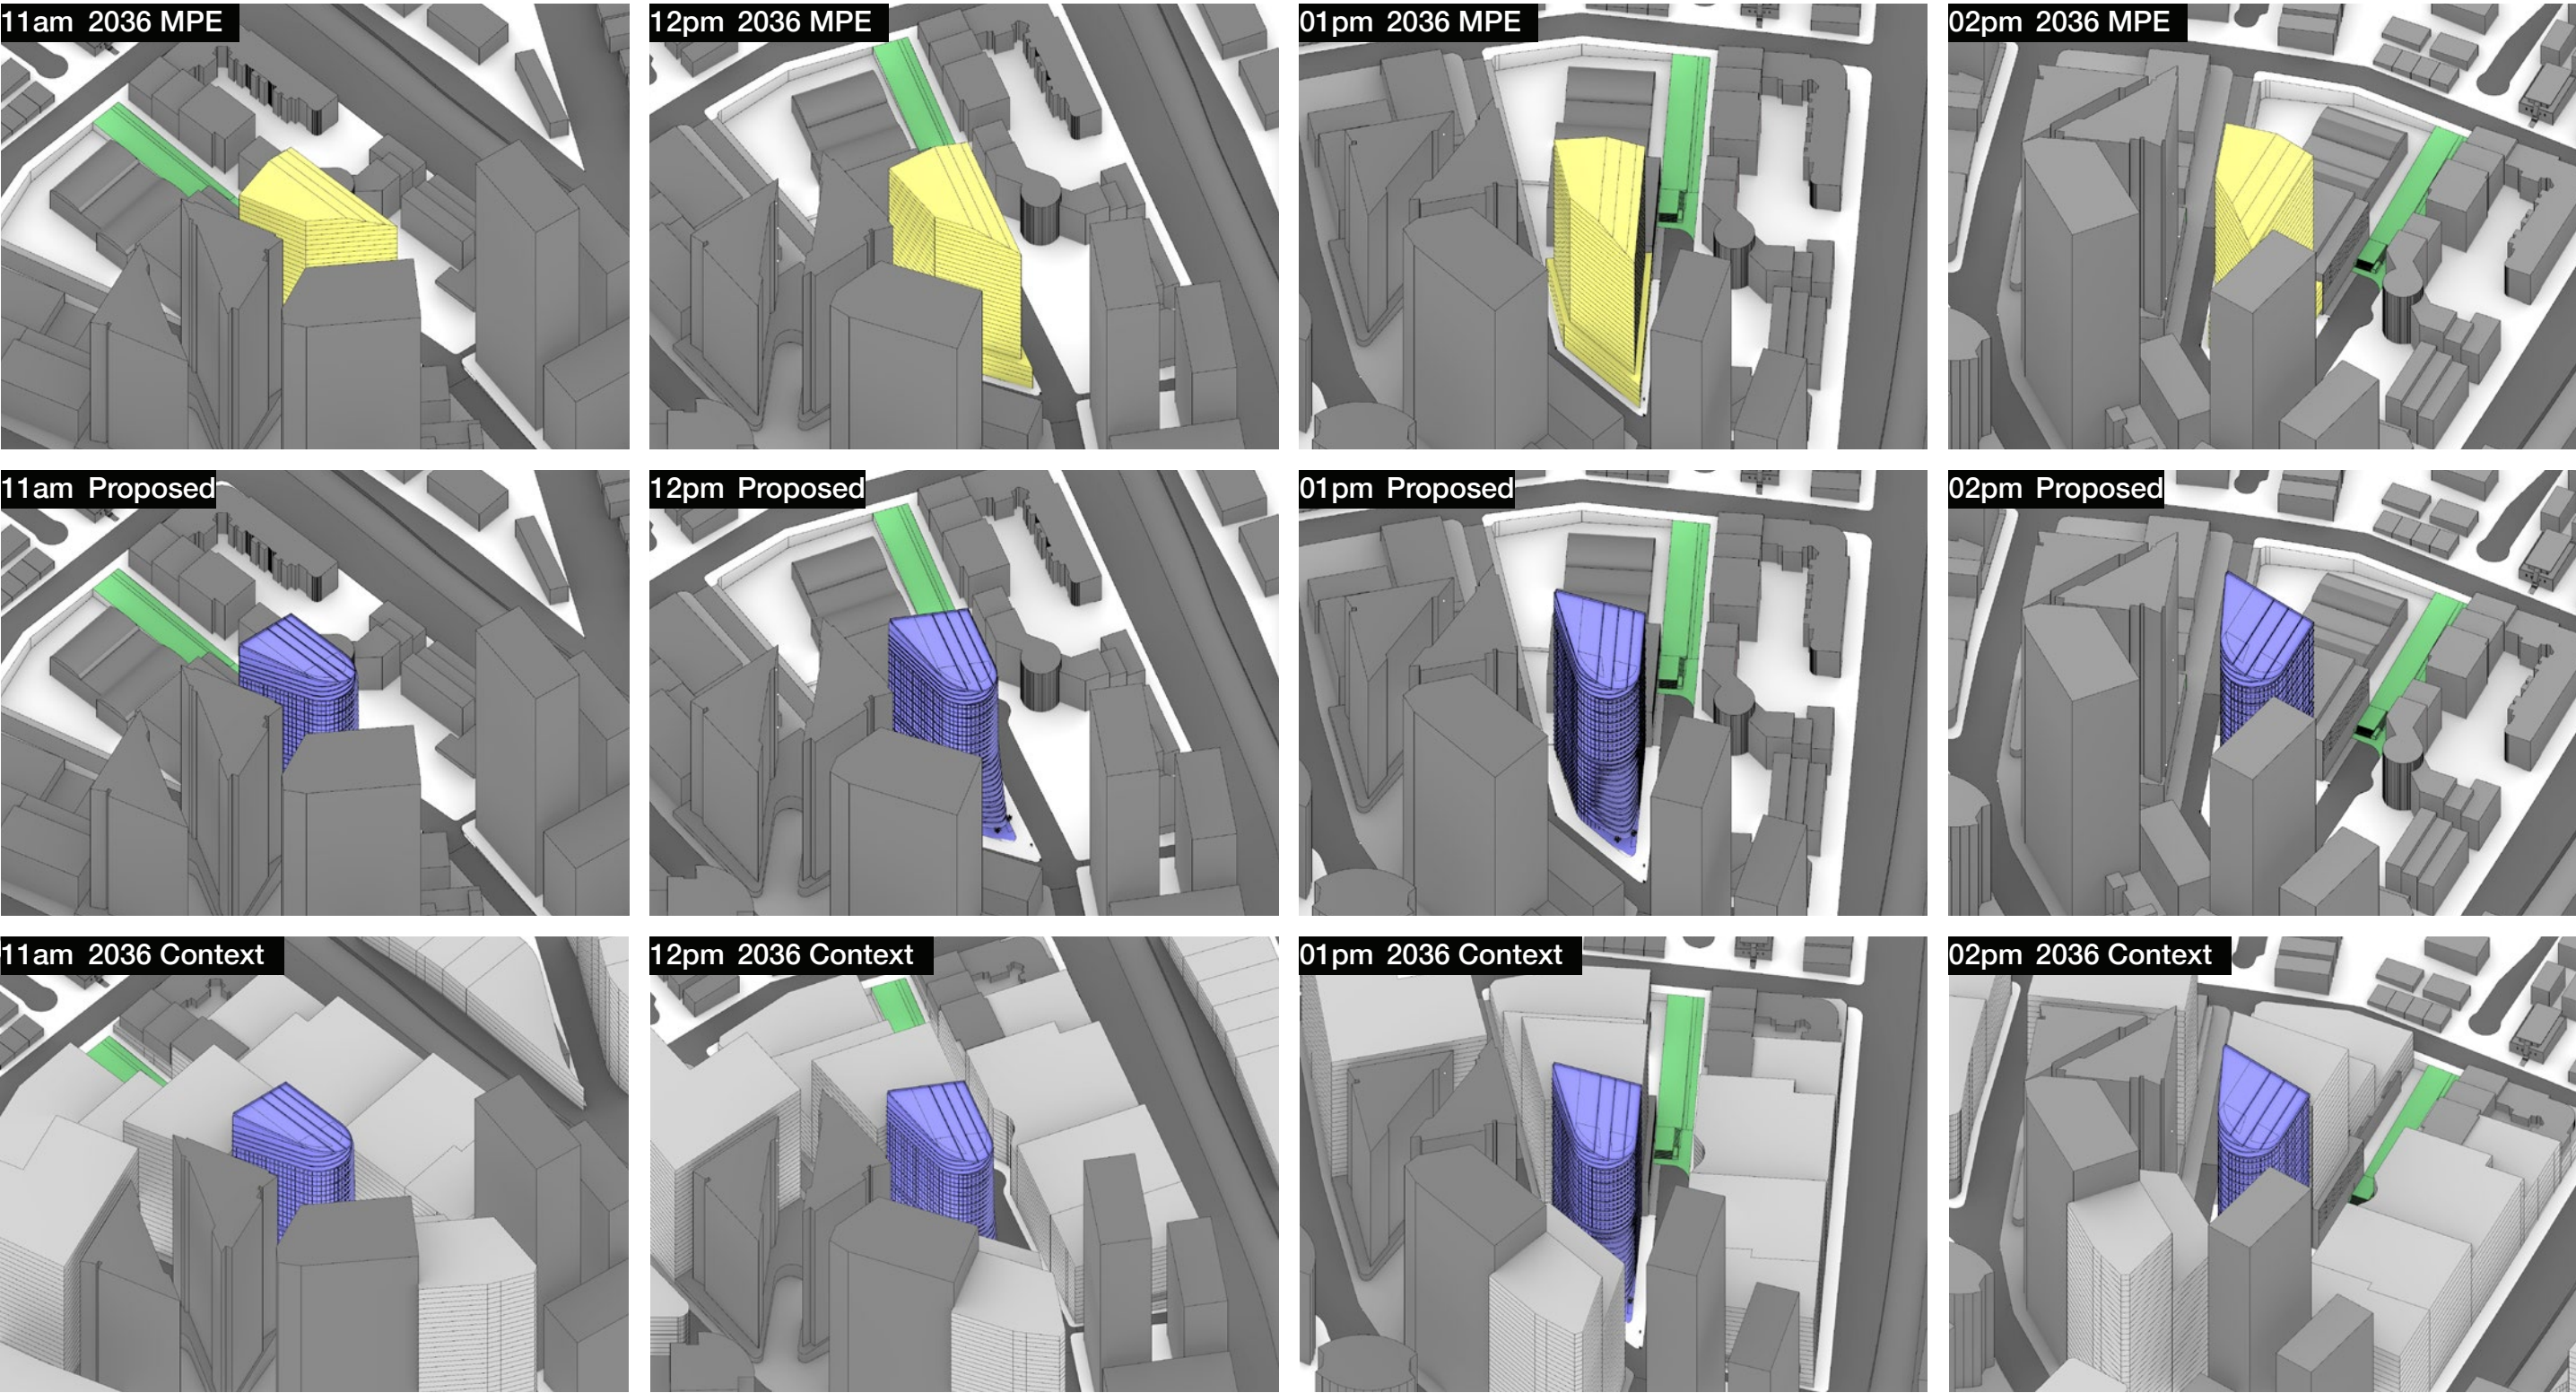 11am 2036 MPE
12pm 2036 MPE
01pm 2036 MPE
02pm 2036 MPE
11am Proposed
12pm Proposed
01pm Proposed
02pm Proposed
11am 2036 Context
12pm 2036 Context
01pm 2036 Context
02pm 2036 Context